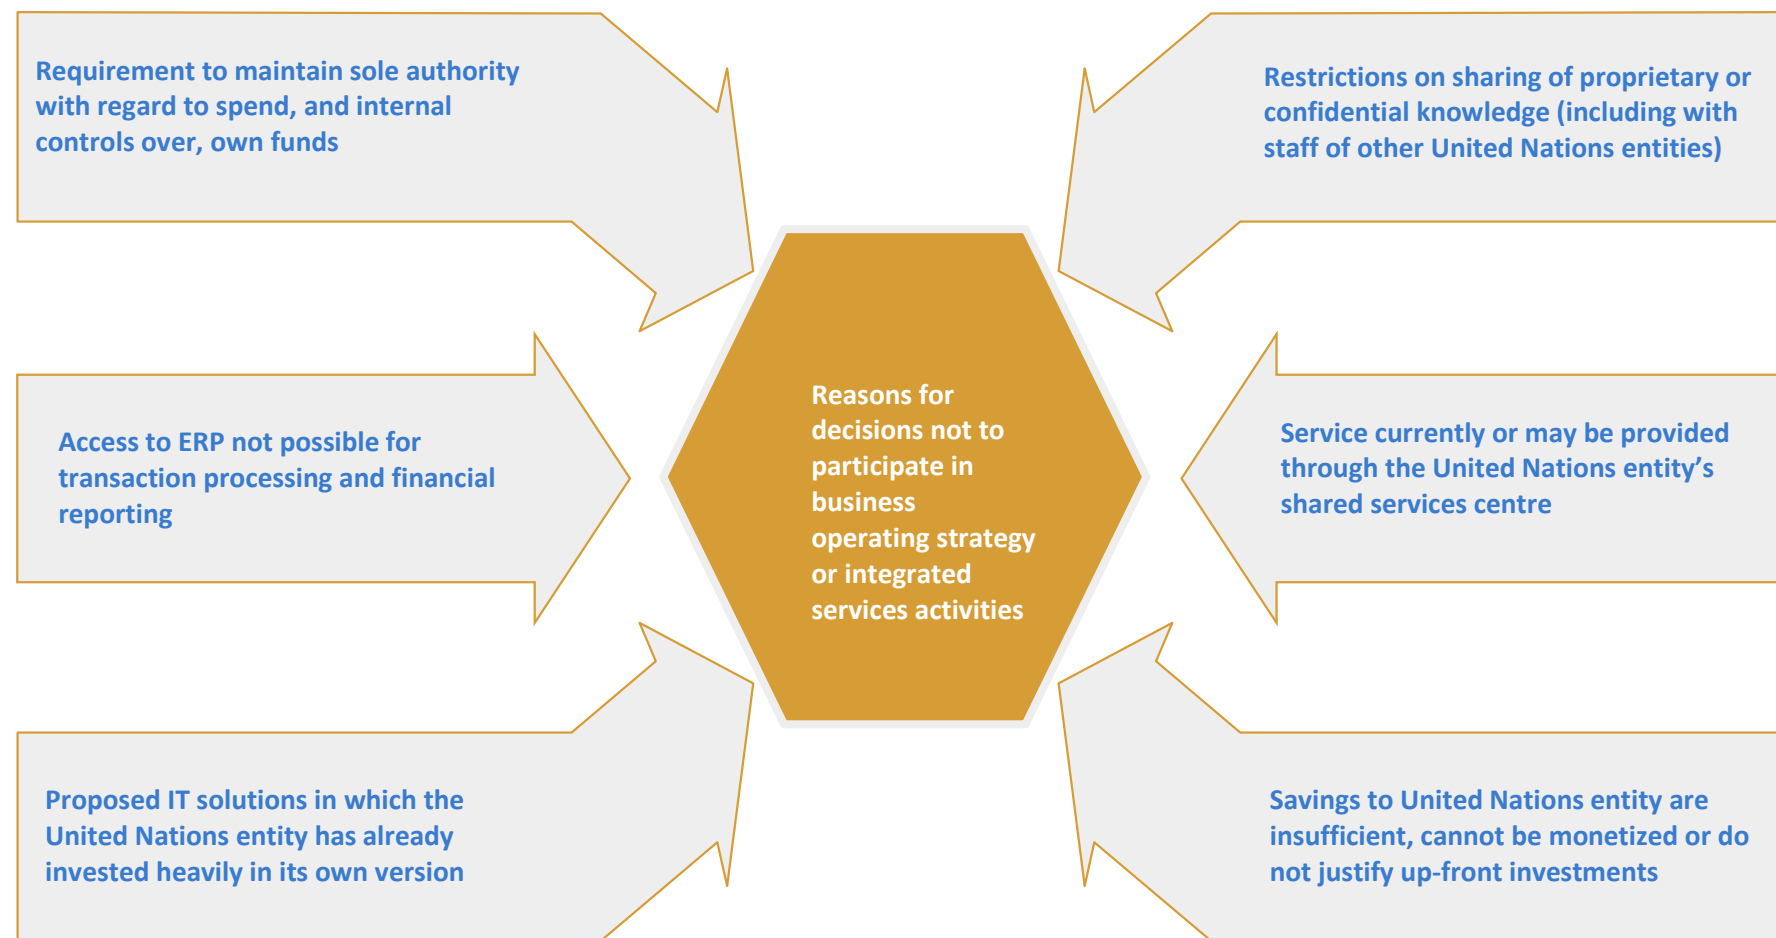 Requirement to maintain sole authority
with regard to spend, and internal
controls over, own funds
Restrictions on sharing of proprietary or
confidential knowledge (including with
staff of other United Nations entities)
Access to ERP not possible for
transaction processing and financial
reporting
Reasons for
decisions not to
participate in
business
operating strategy
or integrated
services activities
Service currently or may be provided
through the United Nations entity’s
shared services centre
Proposed IT solutions in which the
United Nations entity has already
invested heavily in its own version
Savings to United Nations entity are
insufficient, cannot be monetized or do
not justify up-front investments